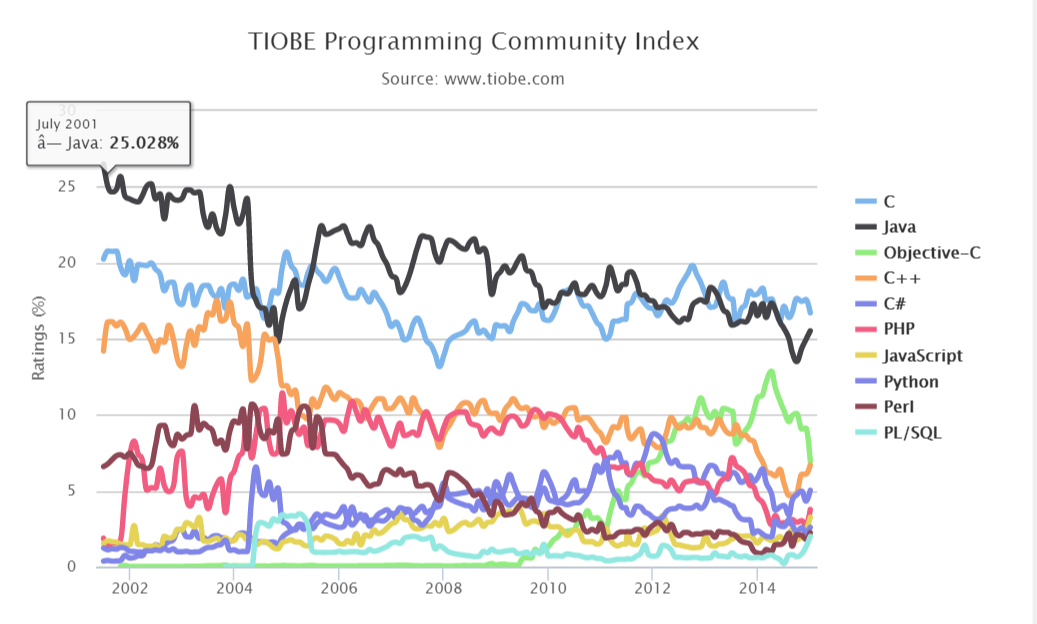 TIOBE Programming Community Index
Source: www.tiobe.com
30
July 2001
â— Java: 25.028%
25
20
15
10
5
0
Ratings (%)
2002 2004 2006 2008 2010 2012 2014
C
Java
Objective-C
C++
C#
PHP
JavaScript
Python
Perl
PL/SQL